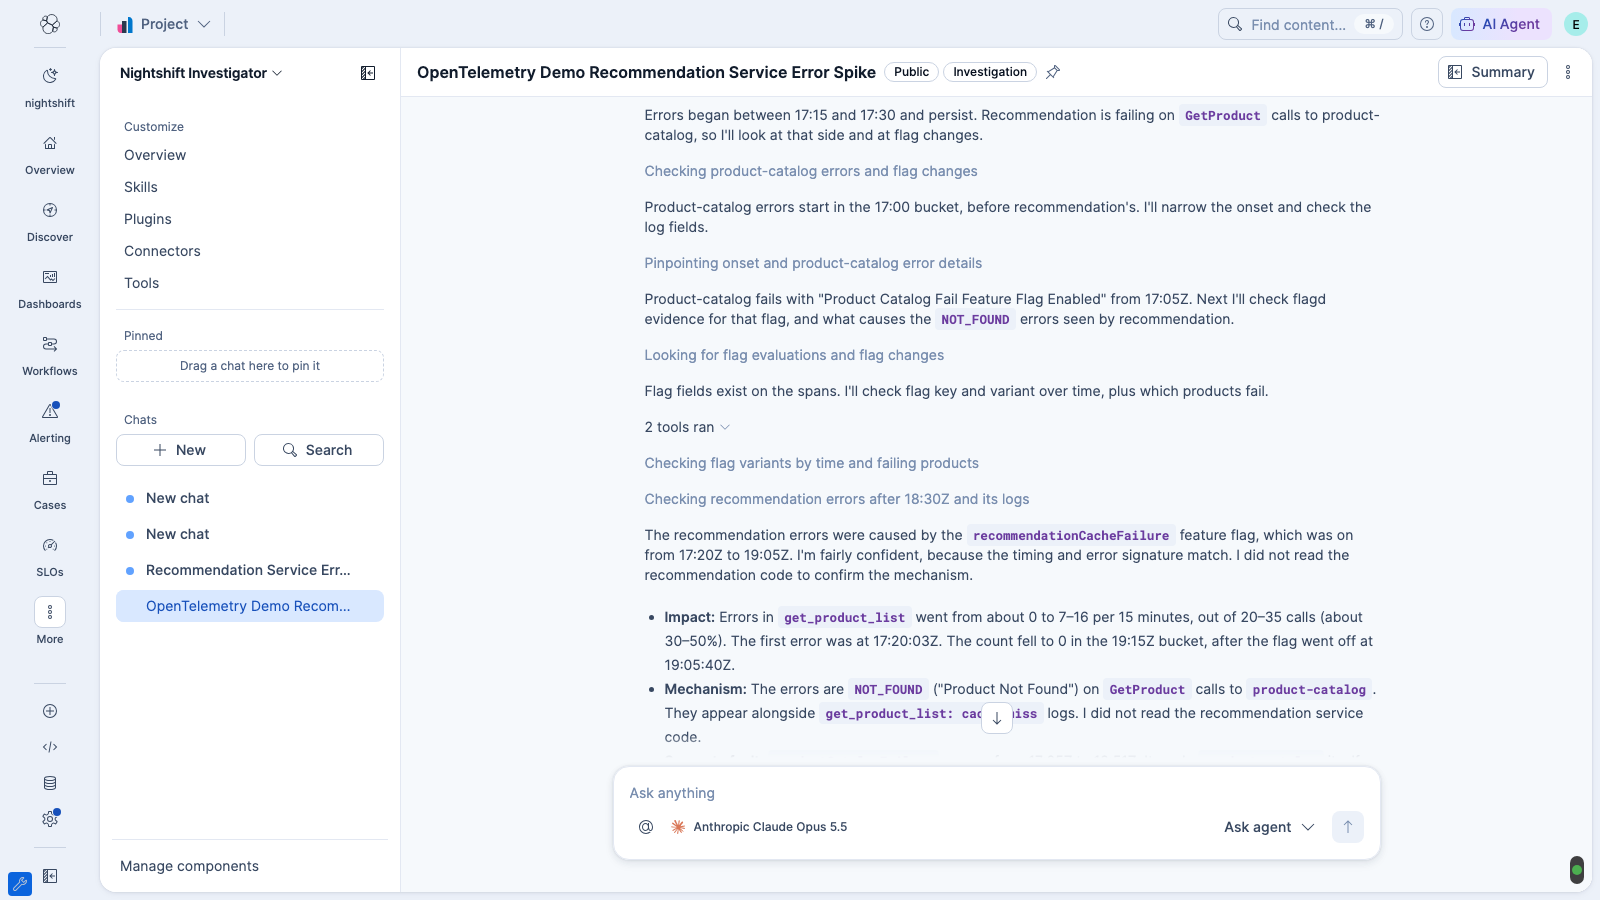 Project
Find content...
⌘ /
AI Agent
E
nightshift
Overview
Discover
Dashboards
Workflows
Alerting
Cases
SLOs
More
Nightshift Investigator
Customize
Overview
Skills
Plugins
Connectors
Tools
Pinned
Drag a chat here to pin it
Chats
New
Search
New chat
New chat
Recommendation Service Err...
OpenTelemetry Demo Recom...
Manage components
OpenTelemetry Demo Recommendation Service Error Spike
Public
Investigation
Summary
Errors began between 17:15 and 17:30 and persist. Recommendation is failing on GetProduct calls to product-
catalog, so I'll look at that side and at flag changes.
Checking product-catalog errors and flag changes
Product-catalog errors start in the 17:00 bucket, before recommendation's. I'll narrow the onset and check the
log fields.
Pinpointing onset and product-catalog error details
Product-catalog fails with "Product Catalog Fail Feature Flag Enabled" from 17:05Z. Next I'll check flagd
evidence for that flag, and what causes the NOT_FOUND errors seen by recommendation.
Looking for flag evaluations and flag changes
Flag fields exist on the spans. I'll check flag key and variant over time, plus which products fail.
2 tools ran
Checking flag variants by time and failing products
Checking recommendation errors after 18:30Z and its logs
The recommendation errors were caused by the recommendationCacheFailure feature flag, which was on
from 17:20Z to 19:05Z. I'm fairly confident, because the timing and error signature match. I did not read the
recommendation code to confirm the mechanism.
• Impact: Errors in get_product_list went from about 0 to 7–16 per 15 minutes, out of 20–35 calls (about
30–50%). The first error was at 17:20:03Z. The count fell to 0 in the 19:15Z bucket, after the flag went off at
19:05:40Z.
• Mechanism: The errors are NOT_FOUND ("Product Not Found") on GetProduct calls to product-catalog .
They appear alongside get_product_list: logs. I did not read the recommendation service
code.
Ask anything
@
Anthropic Claude Opus 5.5
Ask agent